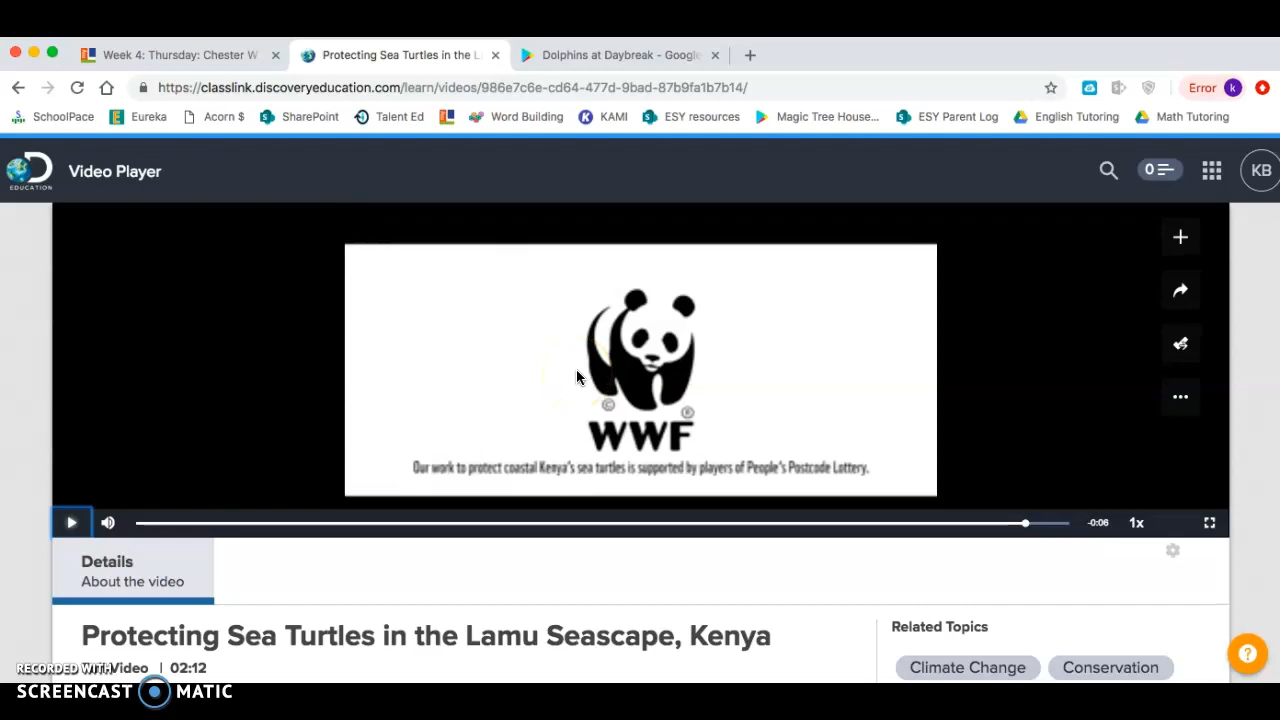 Week 4: Thursday: Chester W
Protecting Sea Turtles in the L
Dolphins at Daybreak - Google
https://classlink.discoveryeducation.com/learn/videos/986e7c6e-cd64-477d-9bad-87b9fa1b7b14/
Error k
SchoolPace Eureka Acorn $ SharePoint Talent Ed Word Building KAMI ESY resources Magic Tree House... ESY Parent Log English Tutoring Math Tutoring
EDUCATION
Video Player
0
KB
WWF
Our work to protect coastal Kenya's sea turtles is supported by players of People's Postcode Lottery.
-0:06 1x
Details
About the video
Protecting Sea Turtles in the Lamu Seascape, Kenya
Video | 02:12
Related Topics
Climate Change Conservation
RECORDED WITH
SCREENCAST MATIC